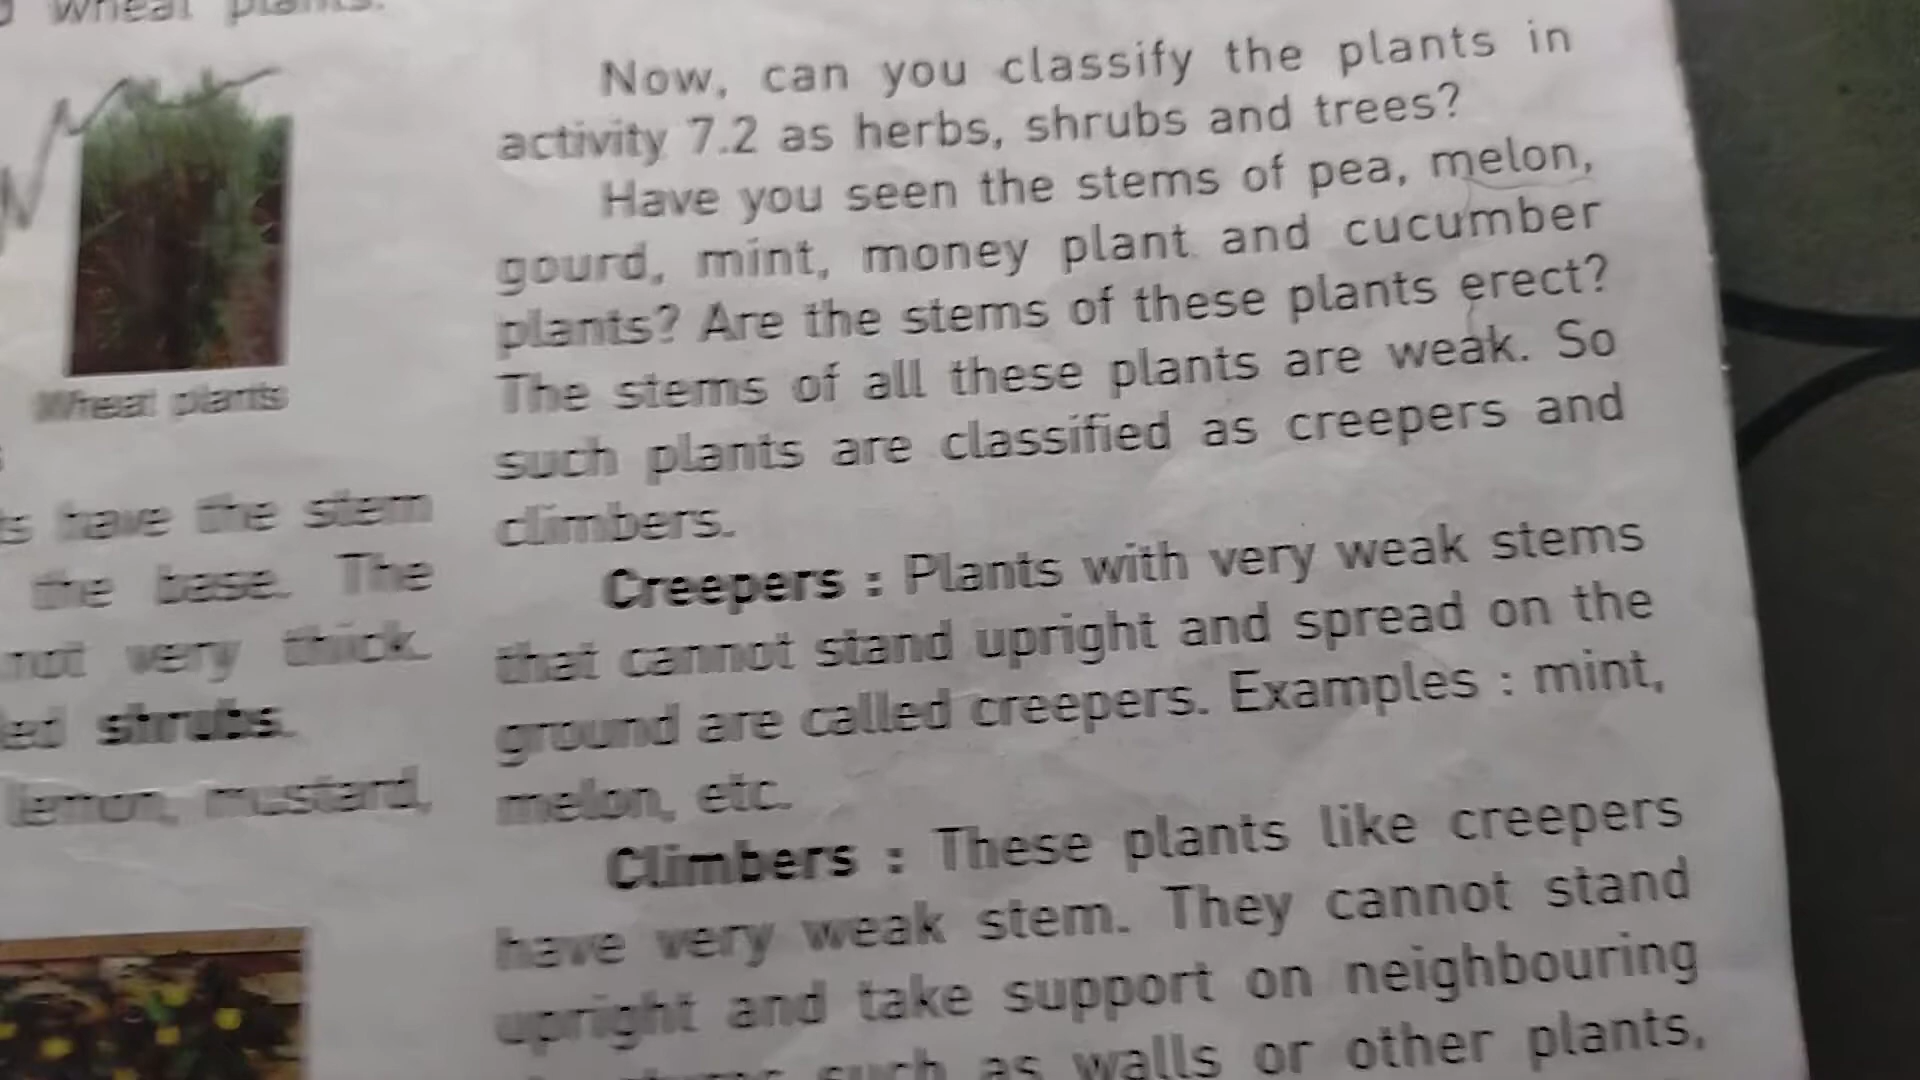 wheat plants.
Wheat plants
have the stem
the base. The
not very thick.
shrubs.
lemon, mustard,
Now, can you classify the plants in
activity 7.2 as herbs, shrubs and trees?
Have you seen the stems of pea, melon,
gourd, mint, money plant and cucumber
plants? Are the stems of these plants erect?
The stems of all these plants are weak. So
such plants are classified as creepers and
climbers.
Creepers : Plants with very weak stems
that cannot stand upright and spread on the
ground are called creepers. Examples : mint,
melon, etc.
Climbers : These plants like creepers
have very weak stem. They cannot stand
upright and take support on neighbouring
such as walls or other plants,